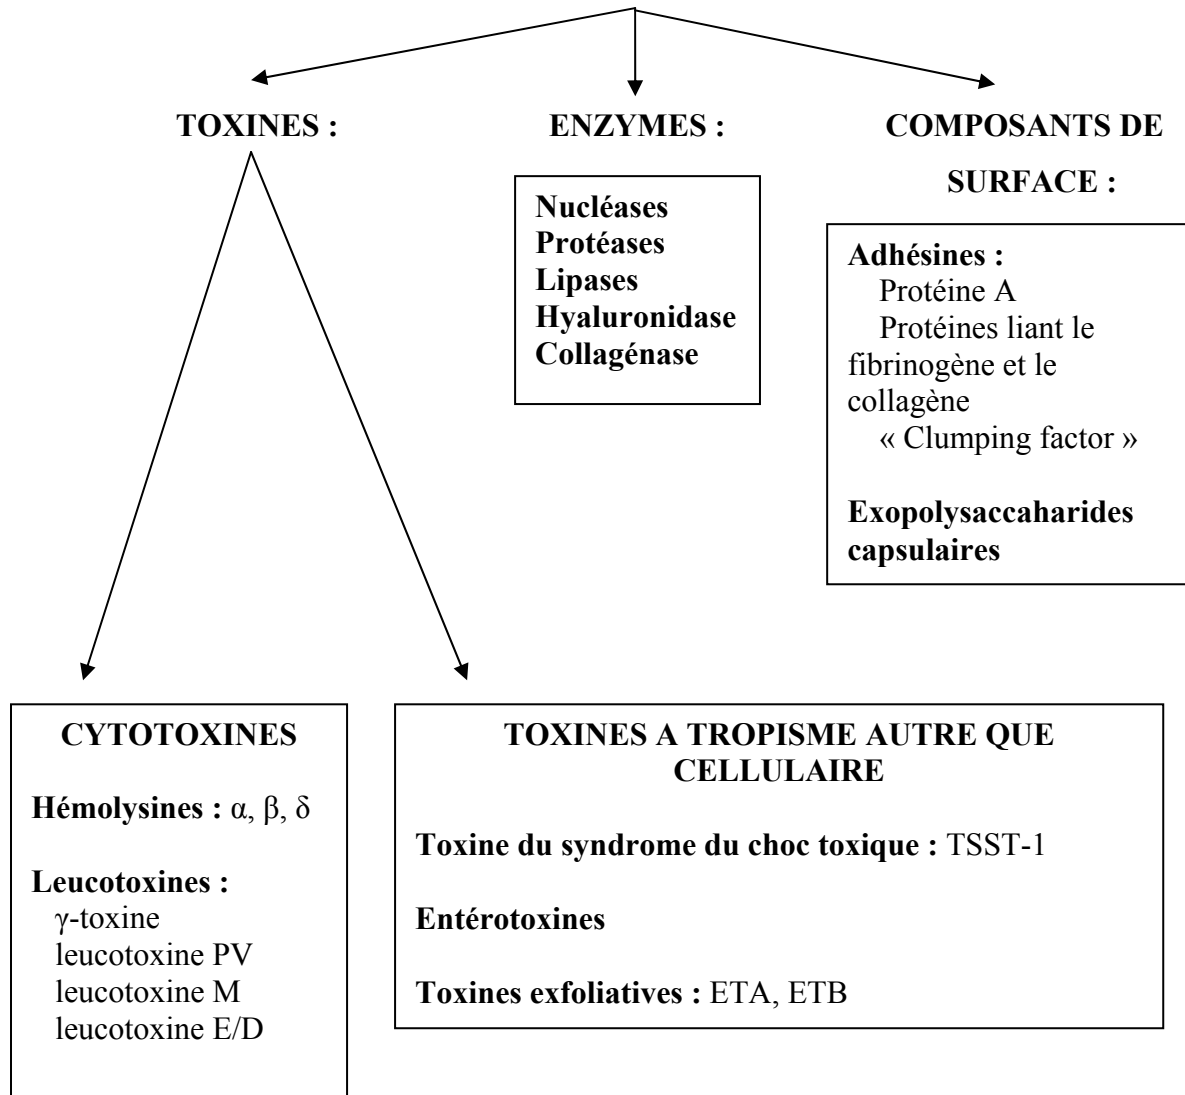 TOXINES :
ENZYMES :
COMPOSANTS DE
SURFACE :
Nucléases
Protéases
Lipases
Hyaluronidase
Collagénase
Adhésines :
Protéine A
Protéines liant le
fibrinogène et le
collagène
« Clumping factor »
Exopolysaccaharides
capsulaires
CYTOTOXINES
Hémolysines : α, β, δ
Leucotoxines :
γ-toxine
leucotoxine PV
leucotoxine M
leucotoxine E/D
TOXINES A TROPISME AUTRE QUE
CELLULAIRE
Toxine du syndrome du choc toxique : TSST-1
Entérotoxines
Toxines exfoliatives : ETA, ETB